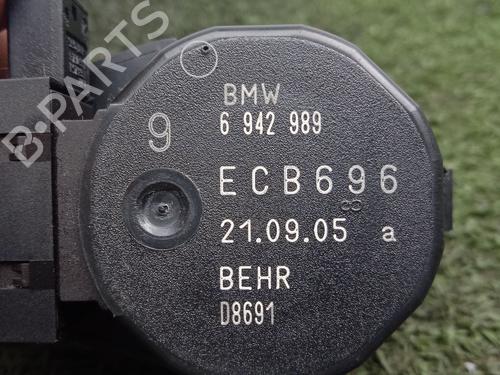 B-PARTS
BMW
9
6 942 989
ECB696
21.09.05 a
BEHR
D8691